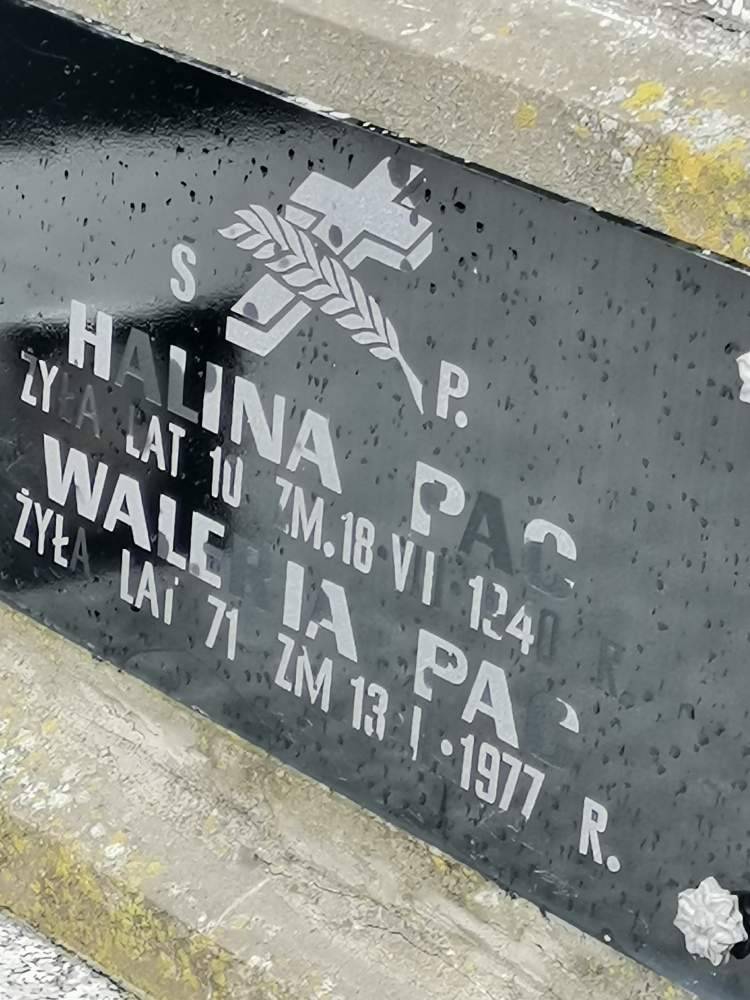 Ś P.
HALINA PAC
ŻYŁA LAT 10 ZM. 18 VI 1940 R.
WALERIA PAC
ŻYŁA LAT 71 ZM 13 I • 1977 R.